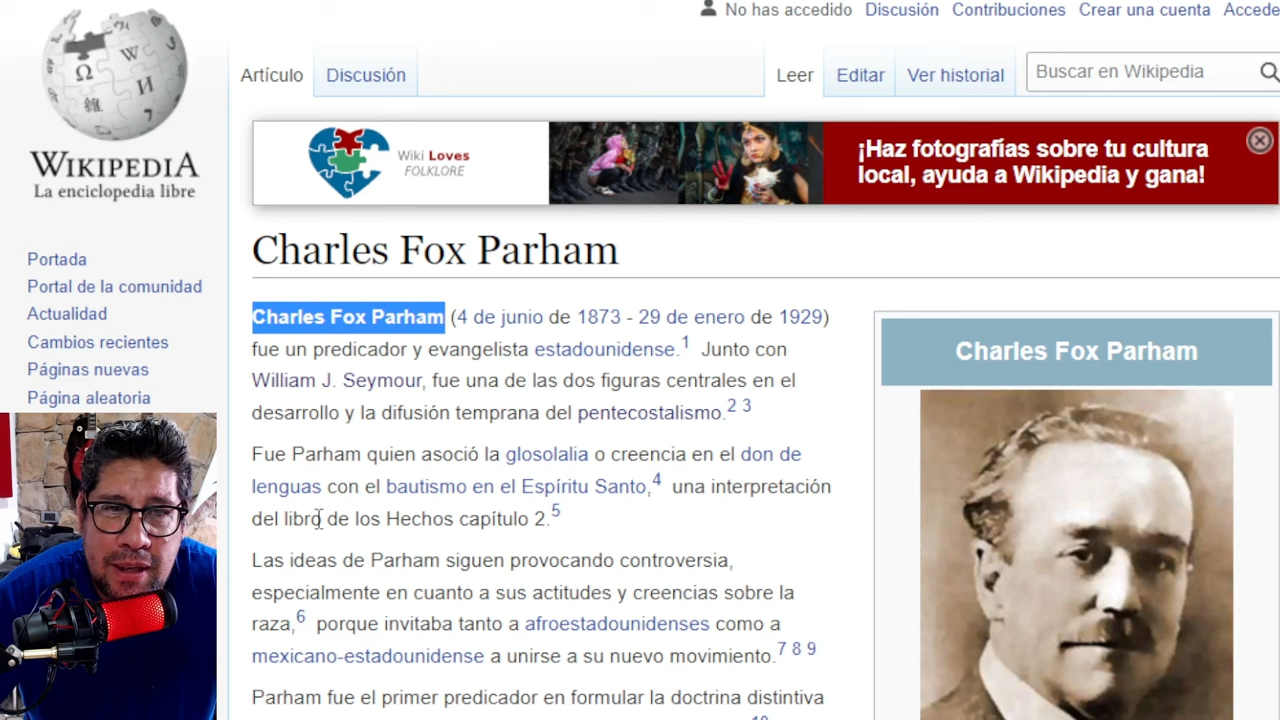 No has accedido Discusión Contribuciones Crear una cuenta Accede
WIKIPEDIA
La enciclopedia libre
Artículo Discusión Leer Editar Ver historial Buscar en Wikipedia
Wiki Loves
FOLKLORE
¡Haz fotografías sobre tu cultura
local, ayuda a Wikipedia y gana!
Charles Fox Parham
Portada
Portal de la comunidad
Actualidad
Cambios recientes
Páginas nuevas
Página aleatoria
Charles Fox Parham (4 de junio de 1873 - 29 de enero de 1929)
fue un predicador y evangelista estadounidense.1 Junto con
William J. Seymour, fue una de las dos figuras centrales en el
desarrollo y la difusión temprana del pentecostalismo.2 3
Fue Parham quien asoció la glosolalia o creencia en el don de
lenguas con el bautismo en el Espíritu Santo,4 una interpretación
del libro de los Hechos capítulo 2.5
Las ideas de Parham siguen provocando controversia,
especialmente en cuanto a sus actitudes y creencias sobre la
raza,6 porque invitaba tanto a afroestadounidenses como a
mexicano-estadounidense a unirse a su nuevo movimiento.7 8 9
Parham fue el primer predicador en formular la doctrina distintiva
Charles Fox Parham